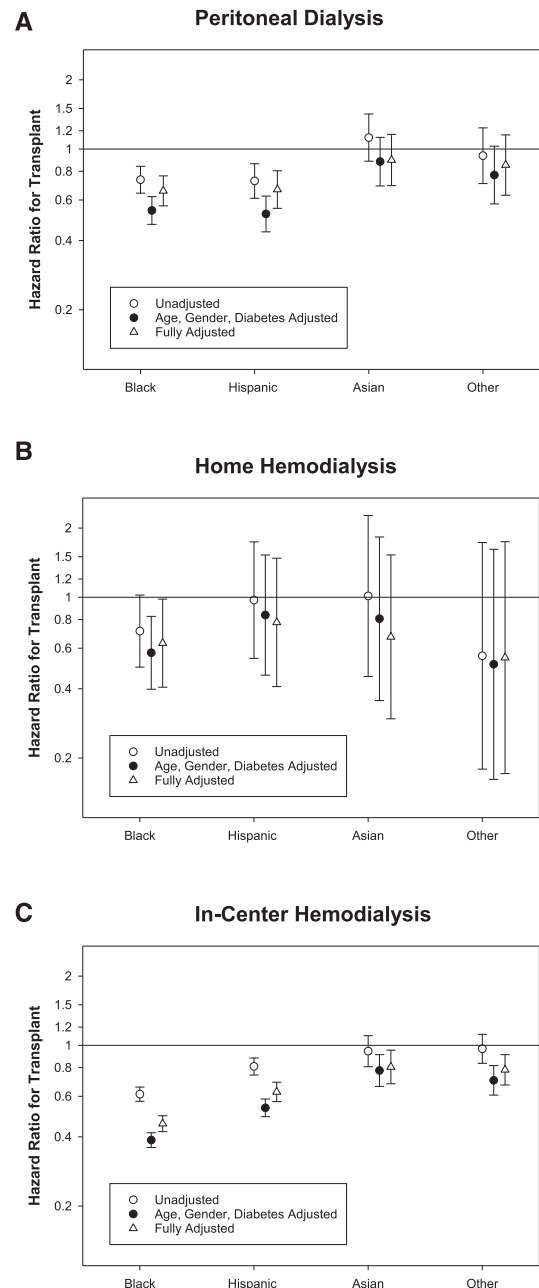 A
Peritoneal Dialysis
Hazard Ratio for Transplant
2
1.5
1.2
1
0.8
0.6
0.4
0.2
Unadjusted
Age, Gender, Diabetes Adjusted
Fully Adjusted
Black Hispanic Asian Other
B
Home Hemodialysis
Hazard Ratio for Transplant
2
1.5
1.2
1
0.8
0.6
0.4
0.2
Unadjusted
Age, Gender, Diabetes Adjusted
Fully Adjusted
Black Hispanic Asian Other
C
In-Center Hemodialysis
Hazard Ratio for Transplant
2
1.5
1.2
1
0.8
0.6
0.4
0.2
Unadjusted
Age, Gender, Diabetes Adjusted
Fully Adjusted
Black Hispanic Asian Other